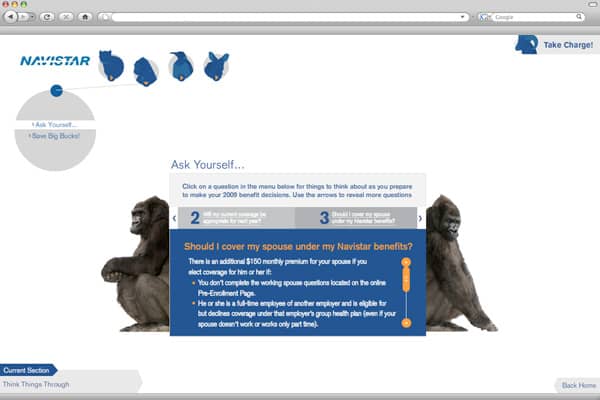 Google
Take Charge!
NAVISTAR
Ask Yourself...
Save Big Bucks!
Ask Yourself...
Click on a question in the menu below for things to think about as you prepare
to make your 2009 benefit decisions. Use the arrows to reveal more questions
2 Will my current coverage be
appropriate for next year?
3 Should I cover my spouse
under my Navistar benefits?
Should I cover my spouse under my Navistar benefits?
There is an additional $150 monthly premium for your spouse if you
elect coverage for him or her if:
• You don't complete the working spouse questions located on the online
Pre-Enrollment Page.
• He or she is a full-time employee of another employer and is eligible for
but declines coverage under that employer's group health plan (even if your
spouse doesn't work or works only part time).
Current Section
Think Things Through
Back Home